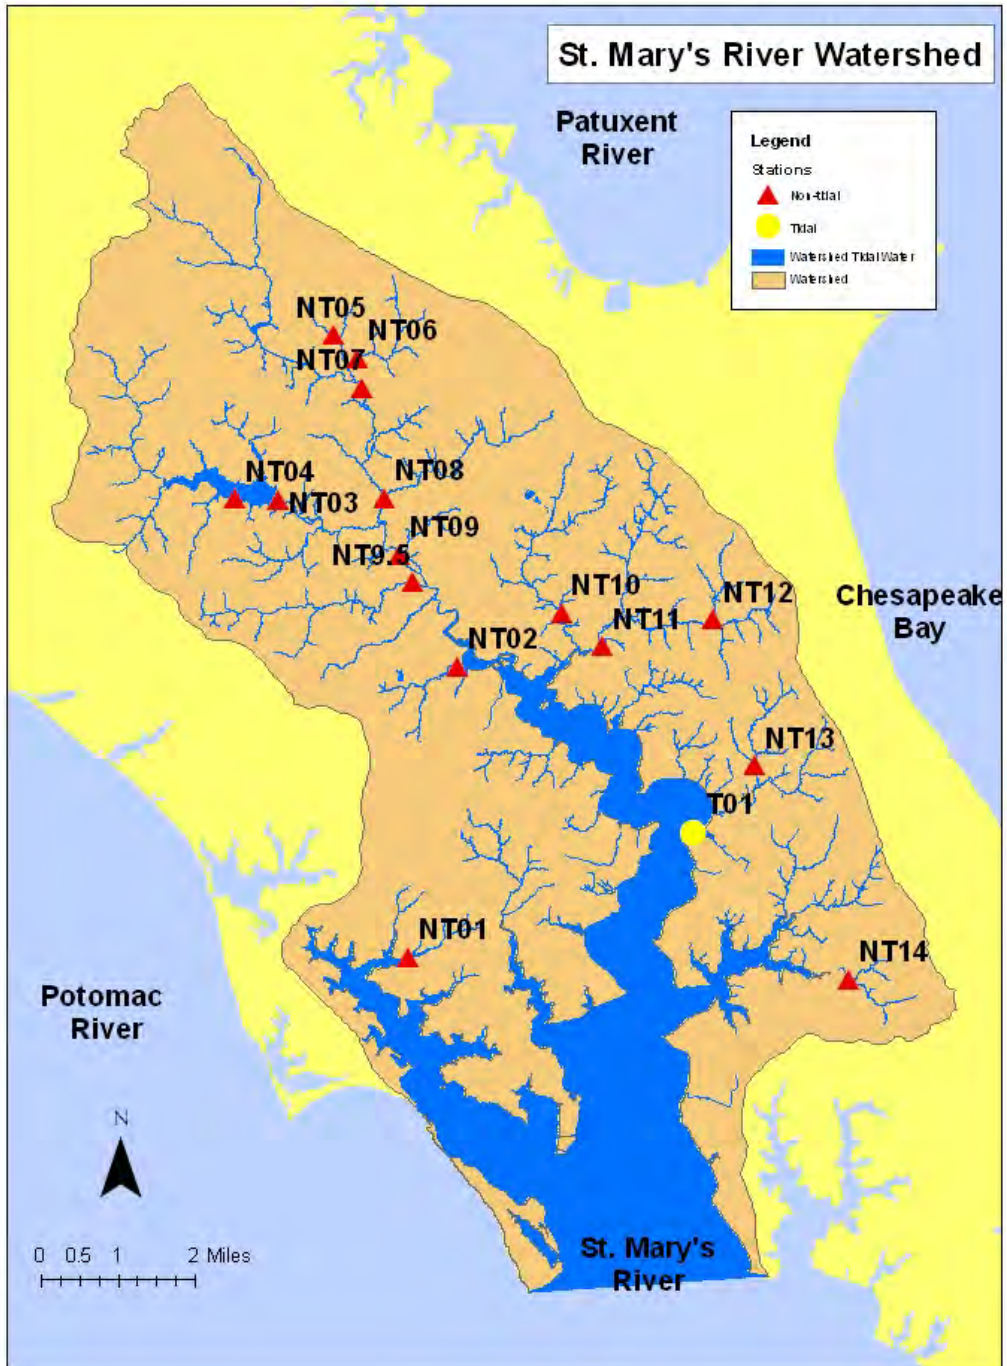 St. Mary's River Watershed
Patuxent
River
Legend
Stations
Non-tidal
Tidal
Watershed Tidal Water
Watershed
NT05
NT06
NT07
NT04
NT03
NT08
NT09
NT9.5
NT10
NT11
NT12
NT02
Chesapeake
Bay
NT13
T01
NT01
NT14
Potomac
River
N
0 0.5 1 2 Miles
St. Mary's
River